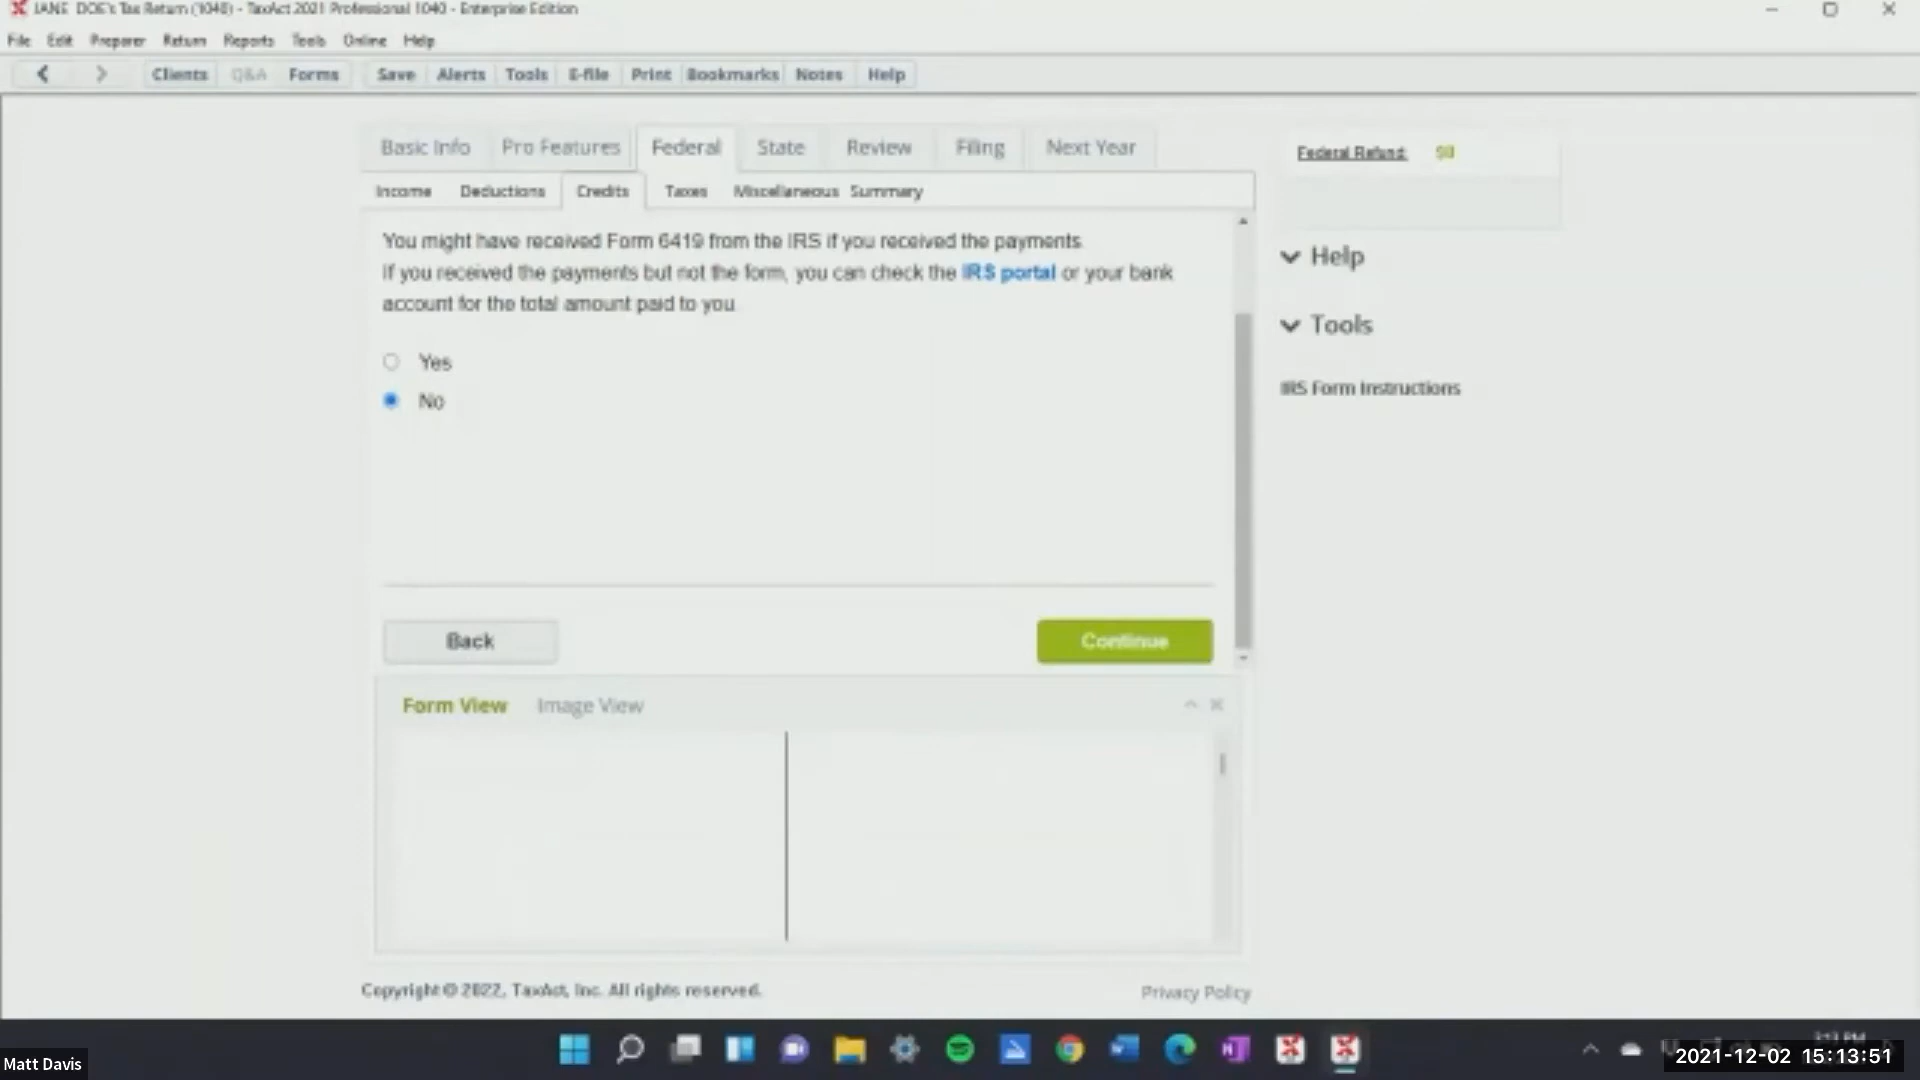 JANE DOE's Tax Return (1040) - TaxAct 2021 Professional 1040 - Enterprise Edition
File Edit Preparer Return Reports Tools Online Help
Clients Q&A Forms Save Alerts Tools E-file Print Bookmarks Notes Help
Basic Info Pro Features Federal State Review Filing Next Year
Federal Refund: $0
Income Deductions Credits Taxes Miscellaneous Summary
You might have received Form 6419 from the IRS if you received the payments.
If you received the payments but not the form, you can check the IRS portal or your bank
account for the total amount paid to you.
Help
Tools
IRS Form Instructions
Yes
No
Back Continue
Form View Image View
Copyright © 2022, TaxAct, Inc. All rights reserved.
Privacy Policy
Matt Davis
2021-12-02 15:13:51